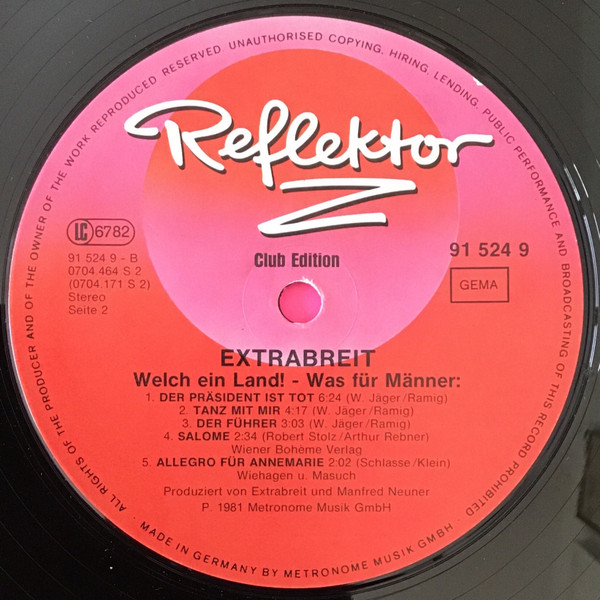 ALL RIGHTS OF THE PRODUCER AND OF THE OWNER OF THE WORK REPRODUCED RESERVED. UNAUTHORISED COPYING, HIRING, LENDING, PUBLIC PERFORMANCE AND BROADCASTING OF THIS RECORD PROHIBITED
Reflektor
Z
LC 6782
91 524 9 - B
0704.464 S 2
(0704.171 S 2)
Stereo
Seite 2
Club Edition
91 524 9
GEMA
EXTRABREIT
Welch ein Land! - Was für Männer:
1. DER PRÄSIDENT IST TOT 6:24 (W. Jäger/Ramig)
2. TANZ MIT MIR 4:17 (W. Jäger/Ramig)
3. DER FÜHRER 3:03 (W. Jäger/Ramig)
4. SALOME 2:34 (Robert Stolz/Arthur Rebner)
Wiener Bohème Verlag
5. ALLEGRO FÜR ANNEMARIE 2:02 (Schlasse/Klein)
Wiehagen u. Masuch
Produziert von Extrabreit und Manfred Neuner
P. 1981 Metronome Musik GmbH
· MADE IN GERMANY BY METRONOME MUSIK GMBH ·